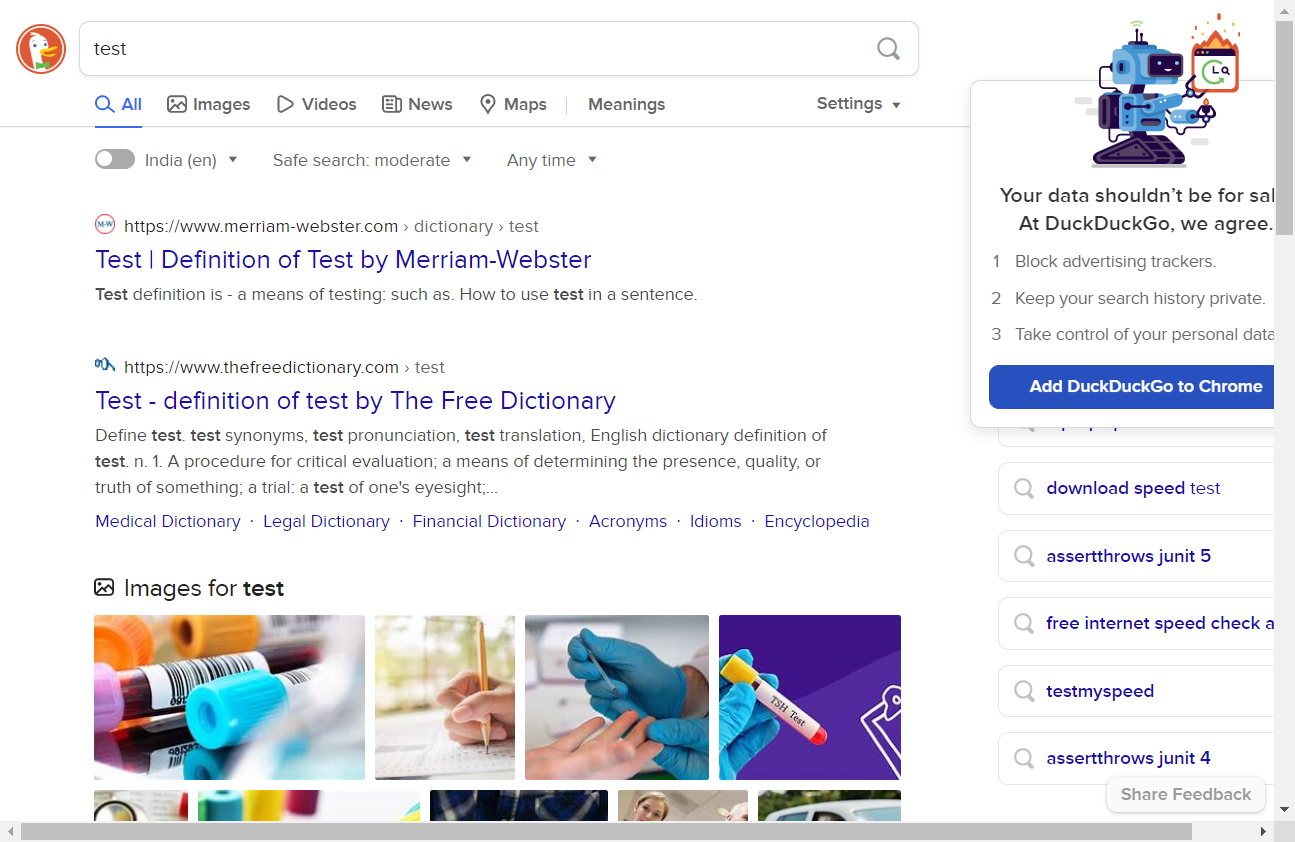 test
All
Images
Videos
News
Maps
Meanings
Settings
India (en)
Safe search: moderate
Any time
M-W
https://www.merriam-webster.com › dictionary › test
Test | Definition of Test by Merriam-Webster
Test definition is - a means of testing: such as. How to use test in a sentence.
https://www.thefreedictionary.com › test
Test - definition of test by The Free Dictionary
Define test. test synonyms, test pronunciation, test translation, English dictionary definition of
test. n. 1. A procedure for critical evaluation; a means of determining the presence, quality, or
truth of something; a trial: a test of one's eyesight;...
Medical Dictionary · Legal Dictionary · Financial Dictionary · Acronyms · Idioms · Encyclopedia
Images for test
TSH Test
Your data shouldn’t be for sal
At DuckDuckGo, we agree.
1 Block advertising trackers.
2 Keep your search history private.
3 Take control of your personal data
Add DuckDuckGo to Chrome
download speed test
assertthrows junit 5
free internet speed check a
testmyspeed
assertthrows junit 4
Share Feedback